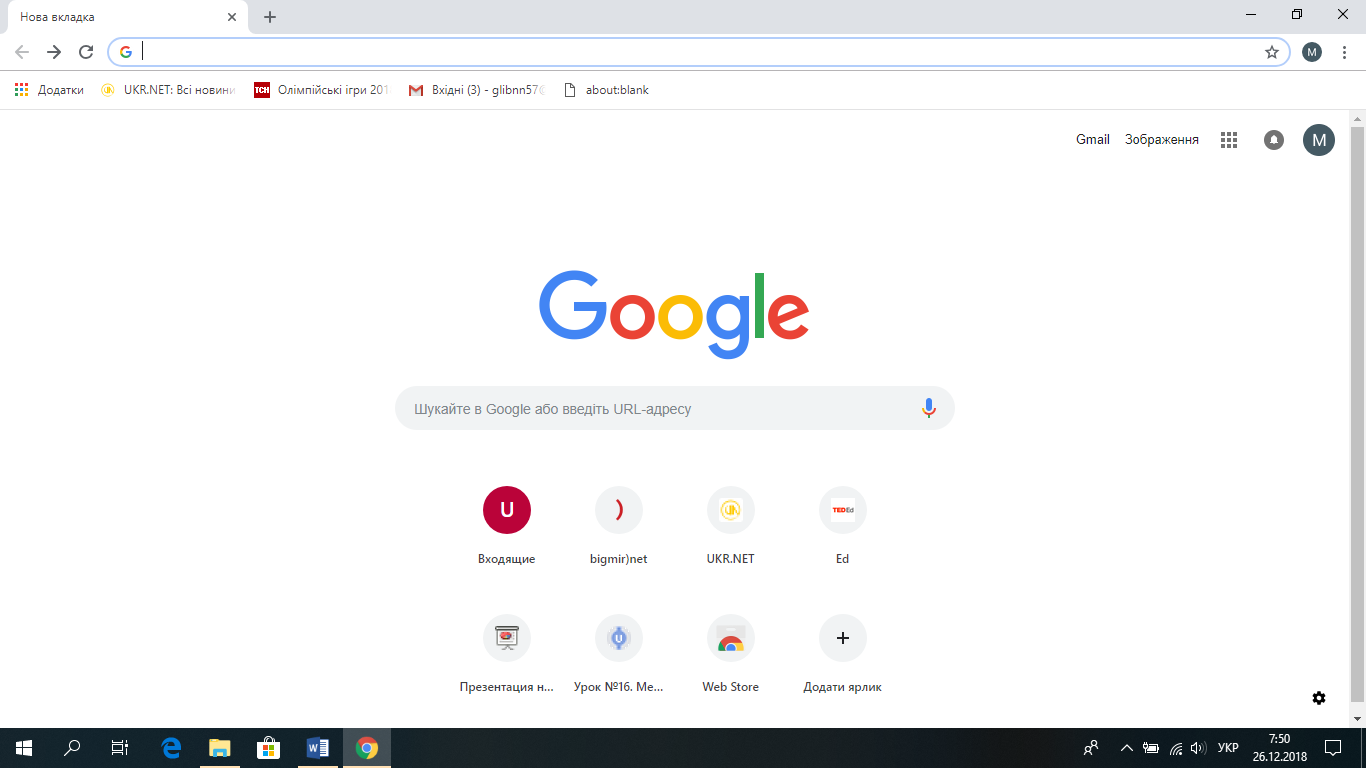 Нова вкладка
M
Додатки
UKR.NET: Всі новини
ТСН
Олімпійські ігри 201
Вхідні (3) - glibnn57@
about:blank
Gmail
Зображення
M
Google
Шукайте в Google або введіть URL-адресу
U
Входящие
)
bigmir)net
UKR.NET
TEDEd
Ed
U
Презентация н...
Урок №16. Ме...
Web Store
Додати ярлик
W
УКР
7:50
26.12.2018